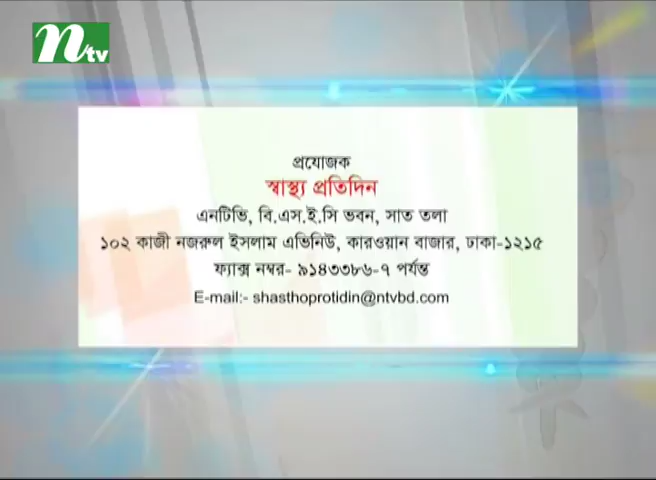 ntv
প্রযোজক
স্বাস্থ্য প্রতিদিন
এনটিভি, বি.এস.ই.সি ভবন, সাত তলা
১০২ কাজী নজরুল ইসলাম এভিনিউ, কারওয়ান বাজার, ঢাকা-১২১৫
ফ্যাক্স নম্বর- ৯১৪৩৩৮৬-৭ পর্যন্ত
E-mail:- shasthoprotidin@ntvbd.com